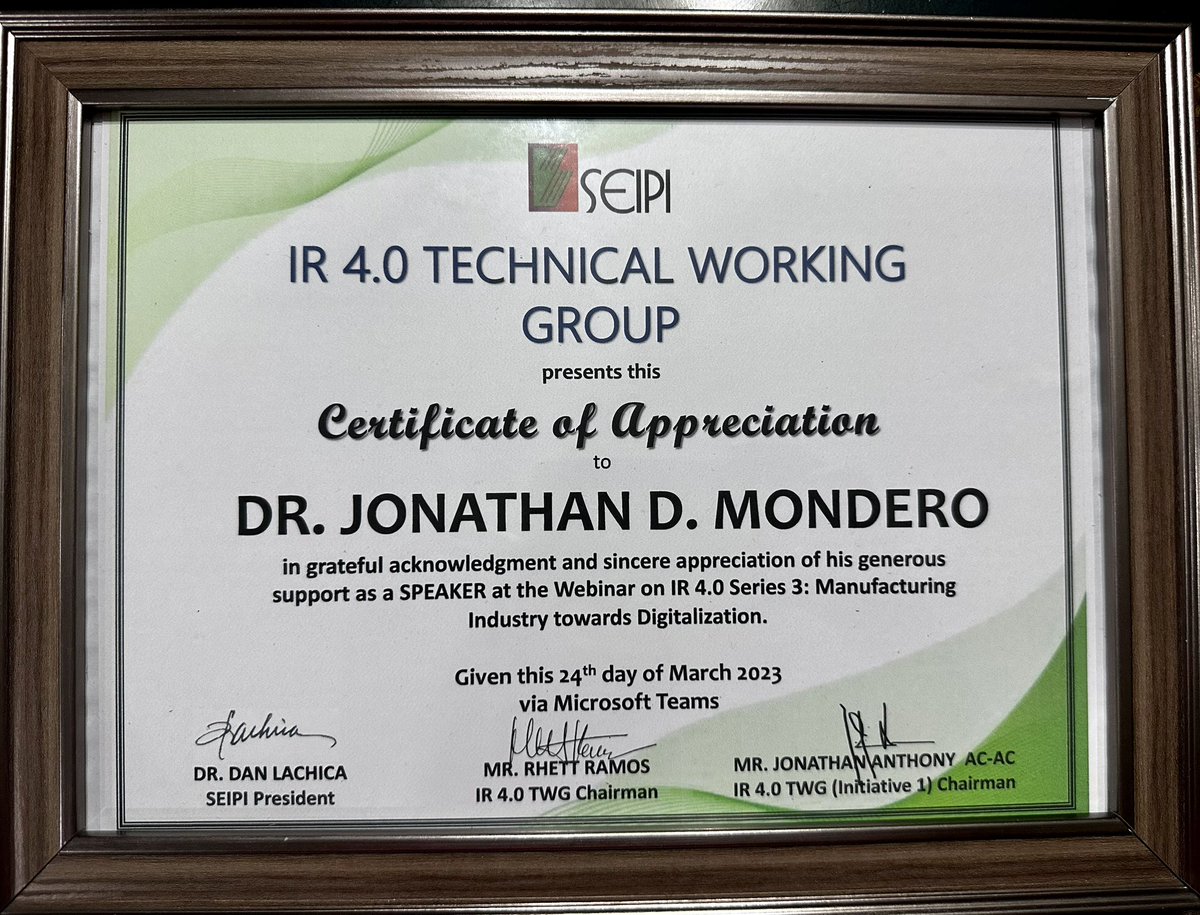 SEIPI
IR 4.0 TECHNICAL WORKING
GROUP
presents this
Certificate of Appreciation
to
DR. JONATHAN D. MONDERO
in grateful acknowledgment and sincere appreciation of his generous
support as a SPEAKER at the Webinar on IR 4.0 Series 3: Manufacturing
Industry towards Digitalization.
Given this 24th day of March 2023
via Microsoft Teams
DR. DAN LACHICA
SEIPI President
MR. RHETT RAMOS
IR 4.0 TWG Chairman
MR. JONATHAN ANTHONY AC-AC
IR 4.0 TWG (Initiative 1) Chairman